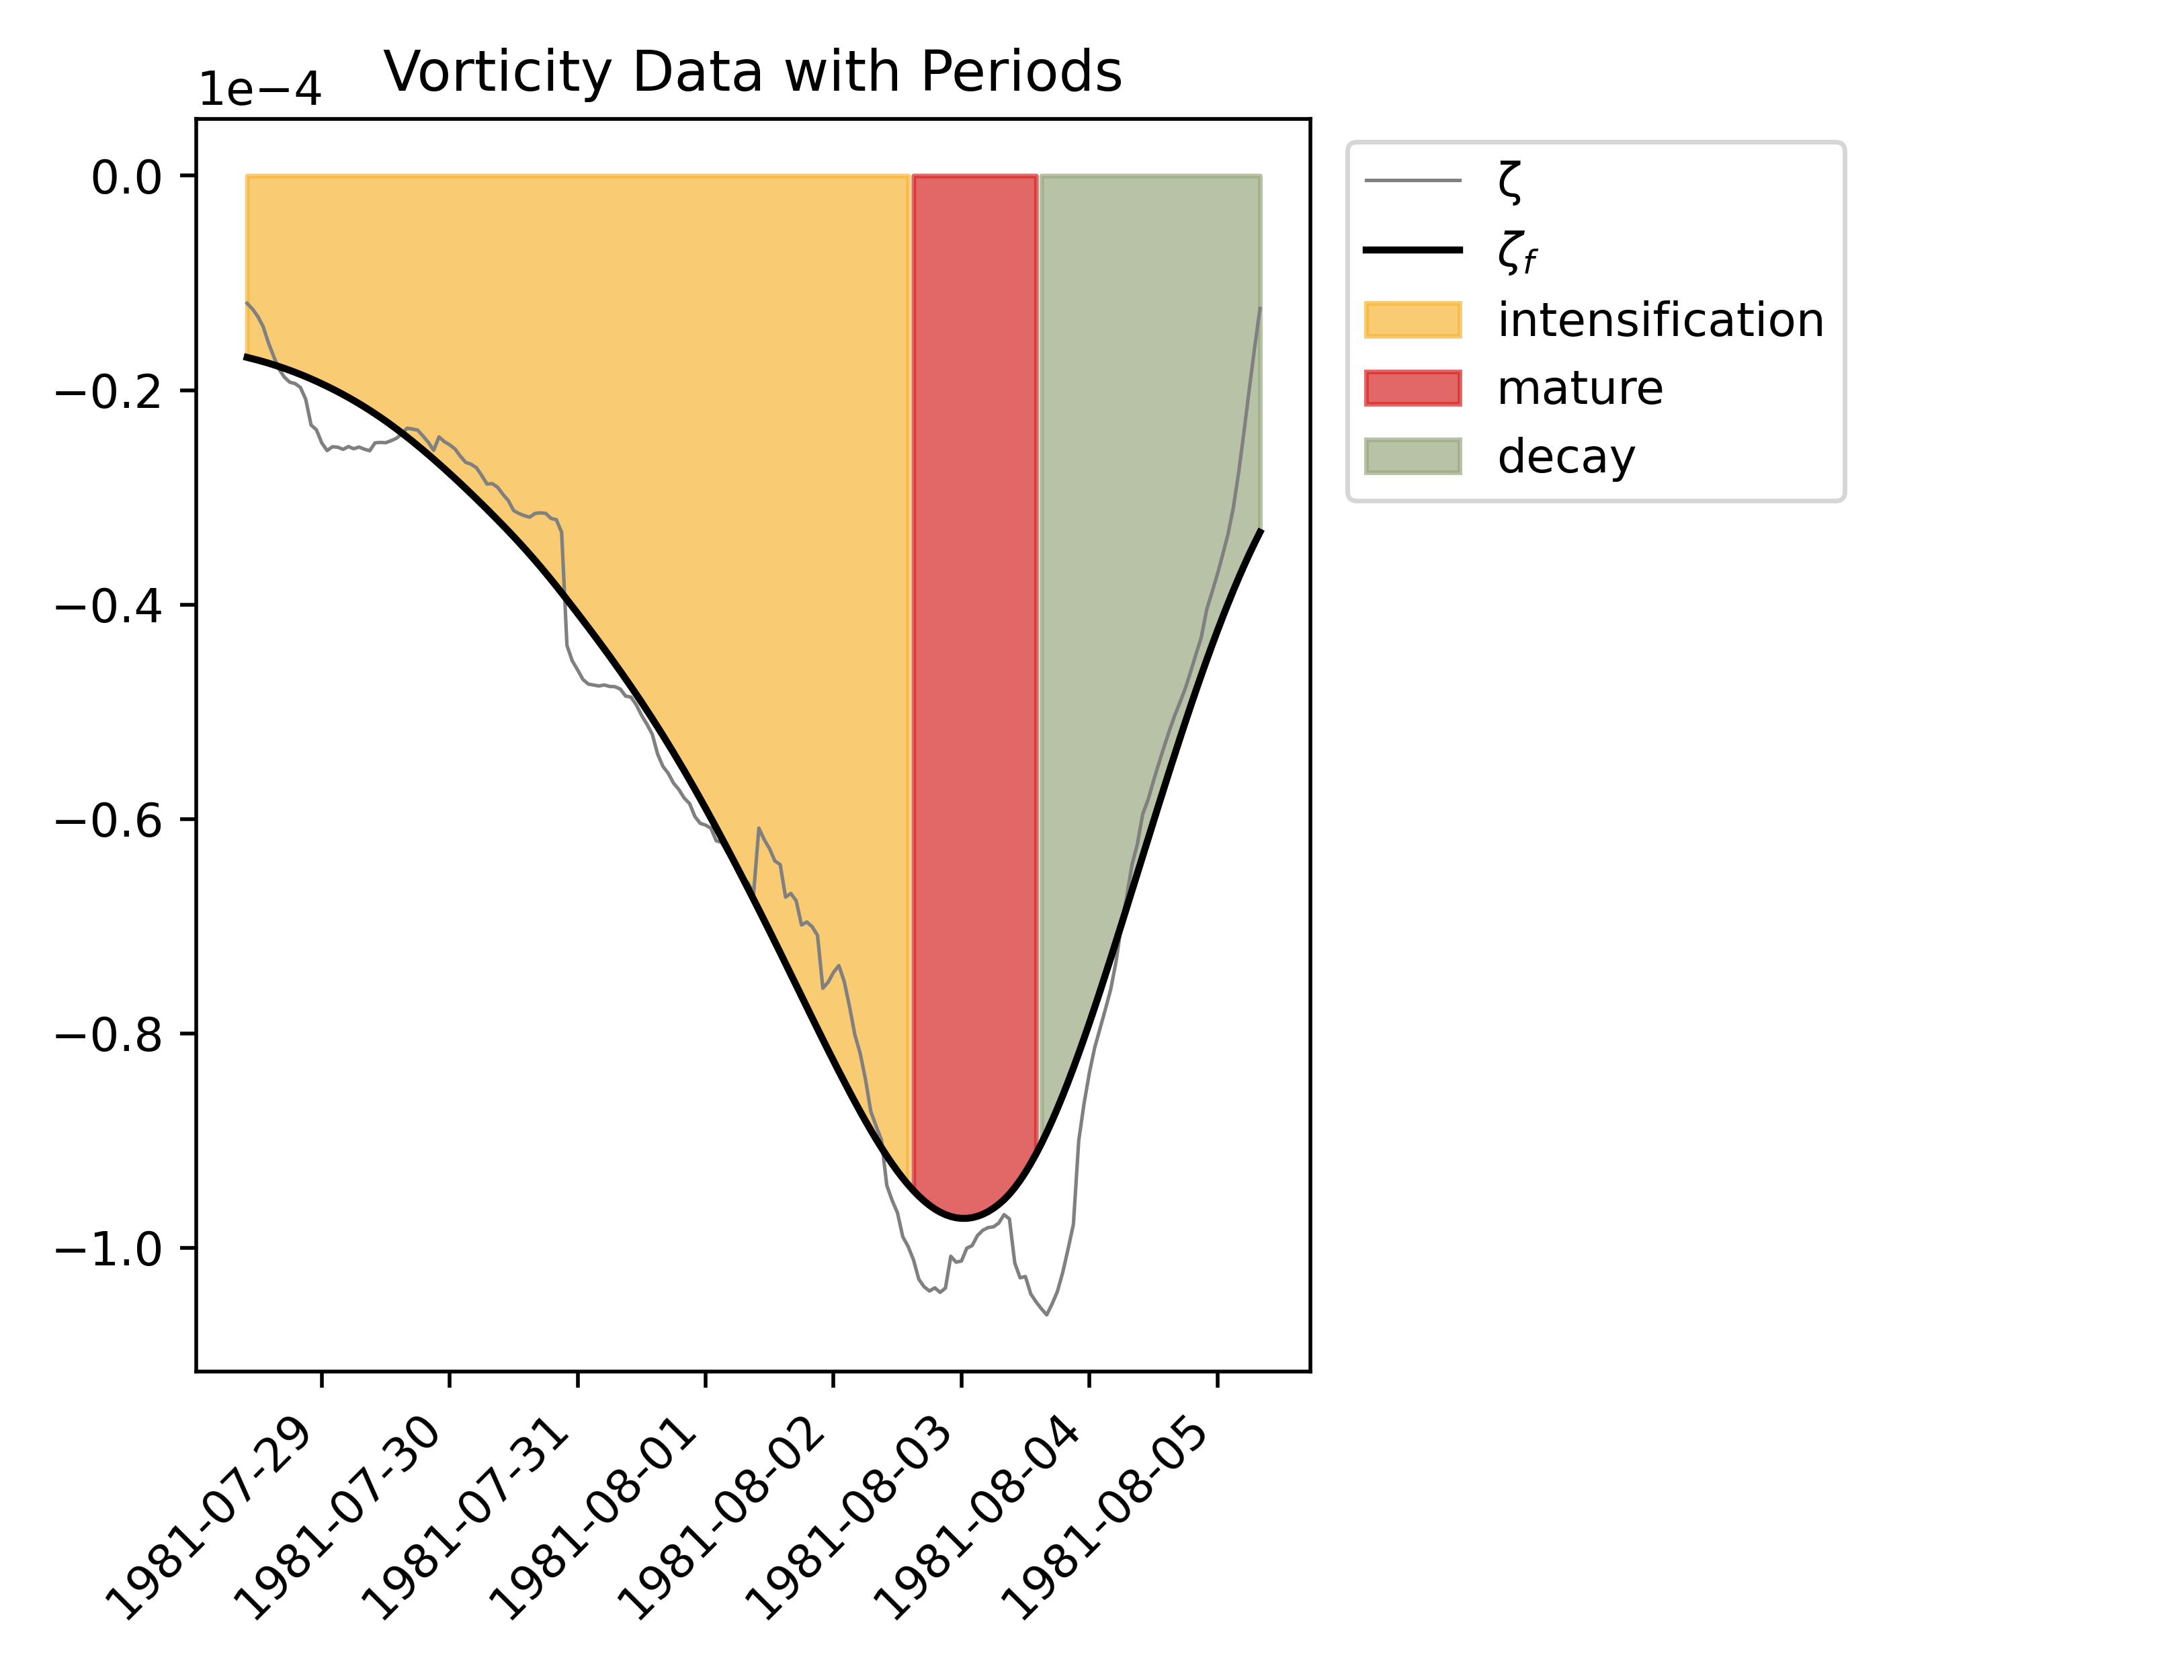 Vorticity Data with Periods
1e−4
0.0
−0.2
−0.4
−0.6
−0.8
−1.0
1981-07-29
1981-07-30
1981-07-31
1981-08-01
1981-08-02
1981-08-03
1981-08-04
1981-08-05
ζ
ζf
intensification
mature
decay